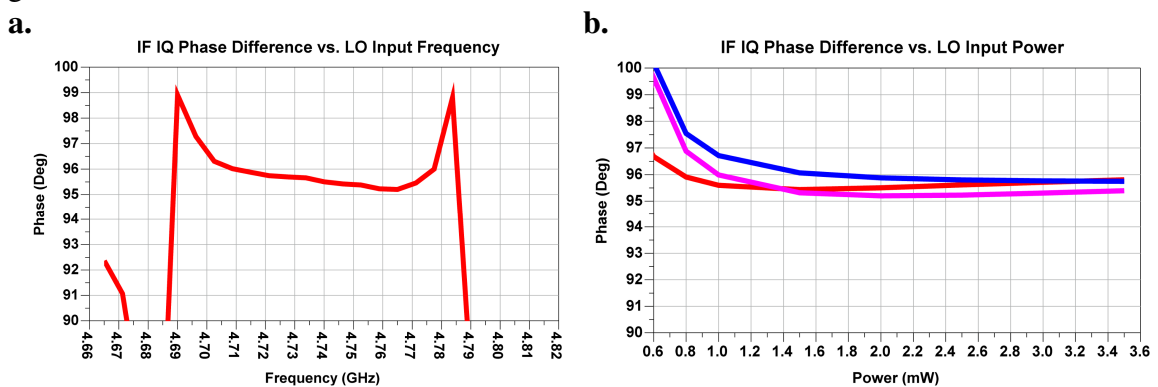 a.
IF IQ Phase Difference vs. LO Input Frequency
100
99
98
97
96
95
94
93
92
91
90
Phase (Deg)
4.66 4.67 4.68 4.69 4.70 4.71 4.72 4.73 4.74 4.75 4.76 4.77 4.78 4.79 4.80 4.81 4.82
Frequency (GHz)
b.
IF IQ Phase Difference vs. LO Input Power
100
99
98
97
96
95
94
93
92
91
90
Phase (Deg)
0.6 0.8 1.0 1.2 1.4 1.6 1.8 2.0 2.2 2.4 2.6 2.8 3.0 3.2 3.4 3.6
Power (mW)